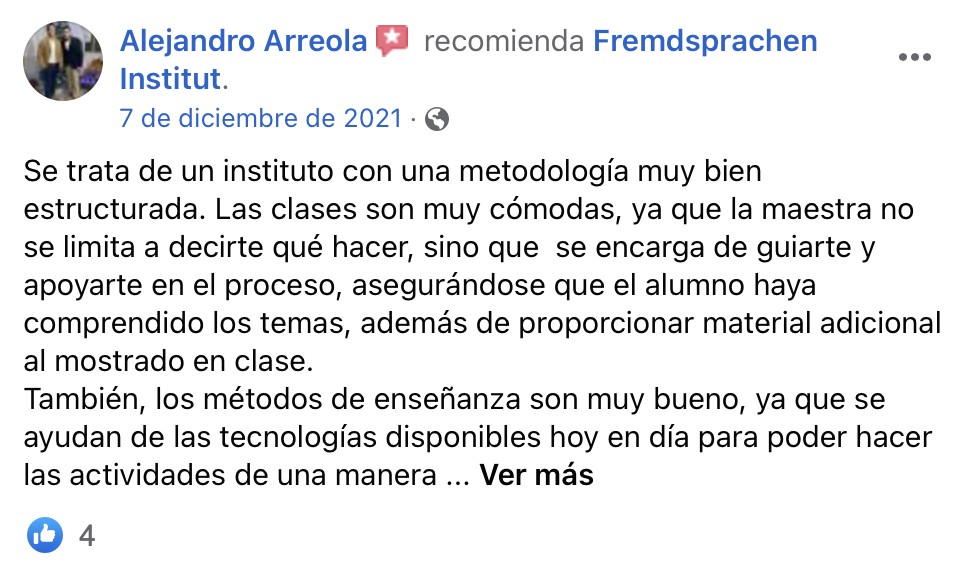 Alejandro Arreola recomienda Fremdsprachen
Institut.
7 de diciembre de 2021 ·
Se trata de un instituto con una metodología muy bien
estructurada. Las clases son muy cómodas, ya que la maestra no
se limita a decirte qué hacer, sino que  se encarga de guiarte y
apoyarte en el proceso, asegurándose que el alumno haya
comprendido los temas, además de proporcionar material adicional
al mostrado en clase.
También, los métodos de enseñanza son muy bueno, ya que se
ayudan de las tecnologías disponibles hoy en día para poder hacer
las actividades de una manera ... Ver más
4